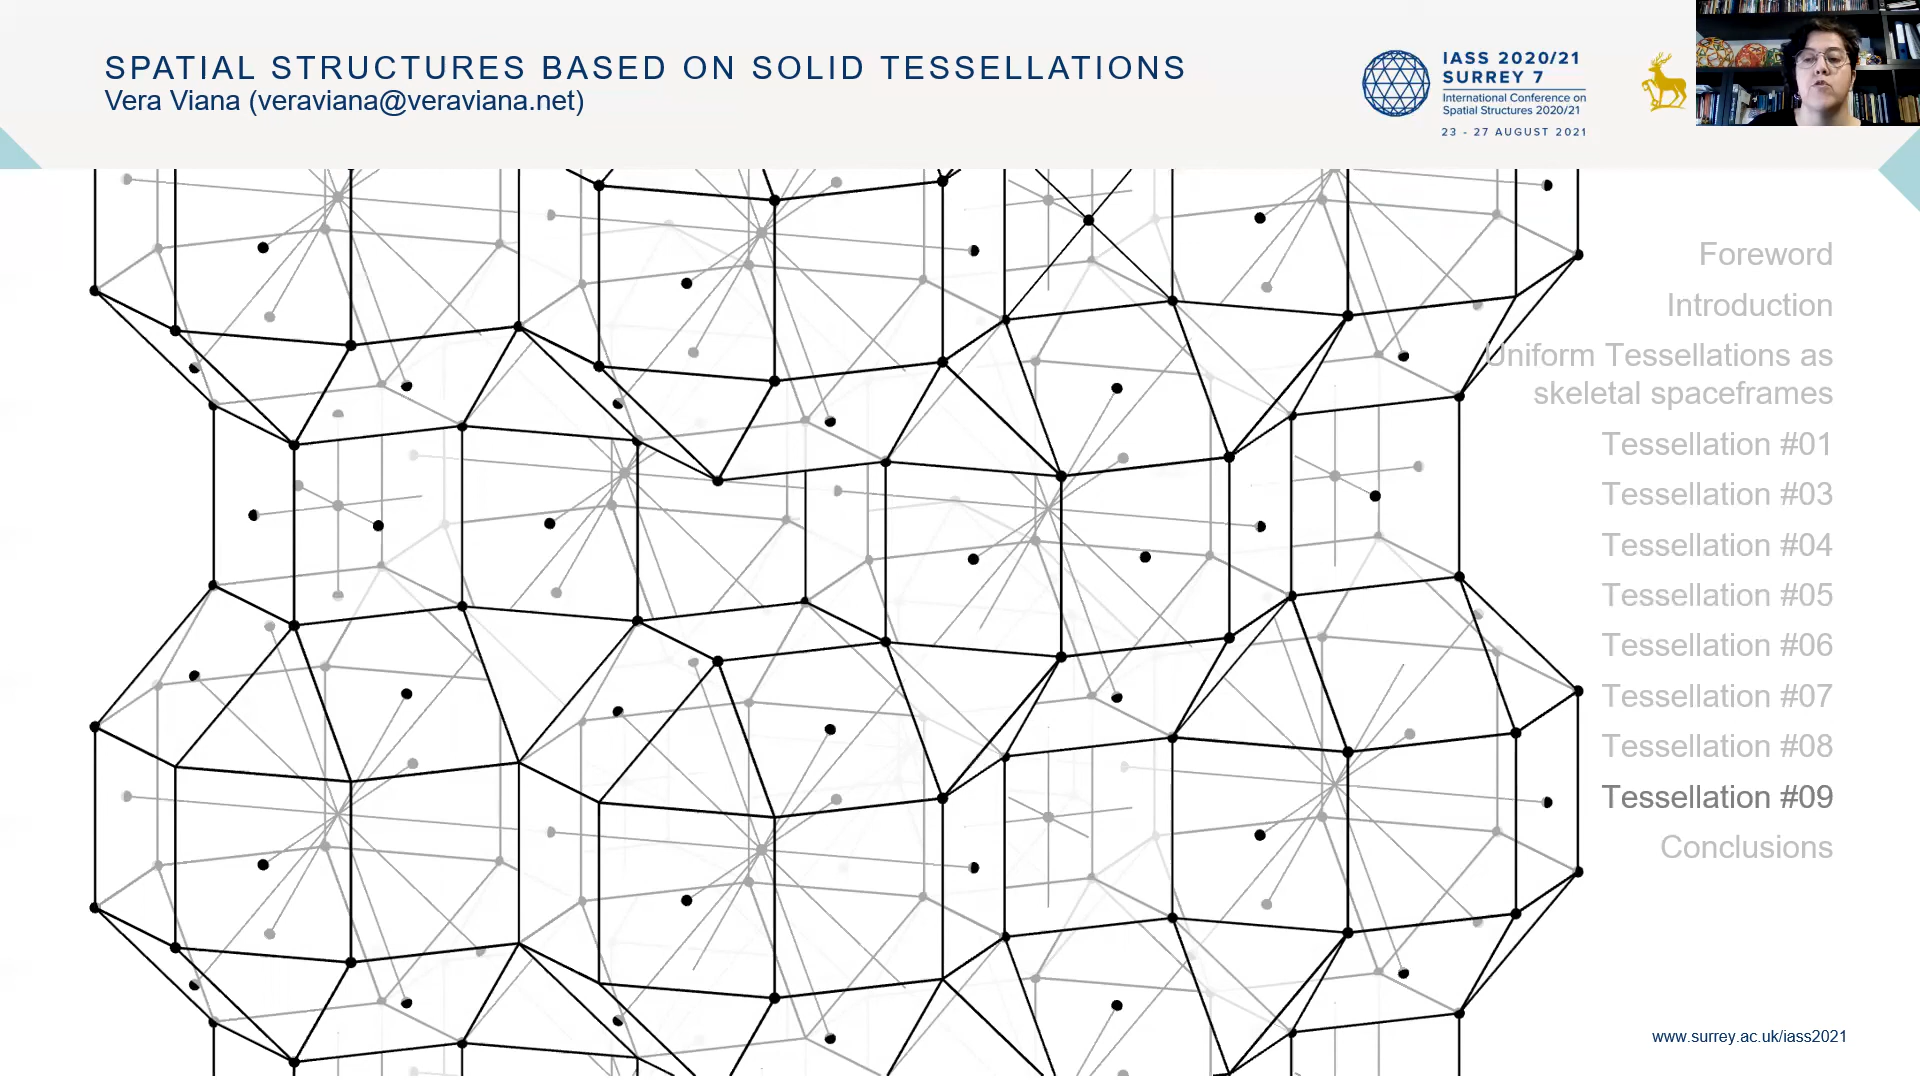 SPATIAL STRUCTURES BASED ON SOLID TESSELLATIONS
Vera Viana (veraviana@veraviana.net)
IASS 2020/21
SURREY 7
International Conference on
Spatial Structures 2020/21
23 - 27 AUGUST 2021
Foreword
Introduction
Uniform Tessellations as
skeletal spaceframes
Tessellation #01
Tessellation #03
Tessellation #04
Tessellation #05
Tessellation #06
Tessellation #07
Tessellation #08
Tessellation #09
Conclusions
www.surrey.ac.uk/iass2021